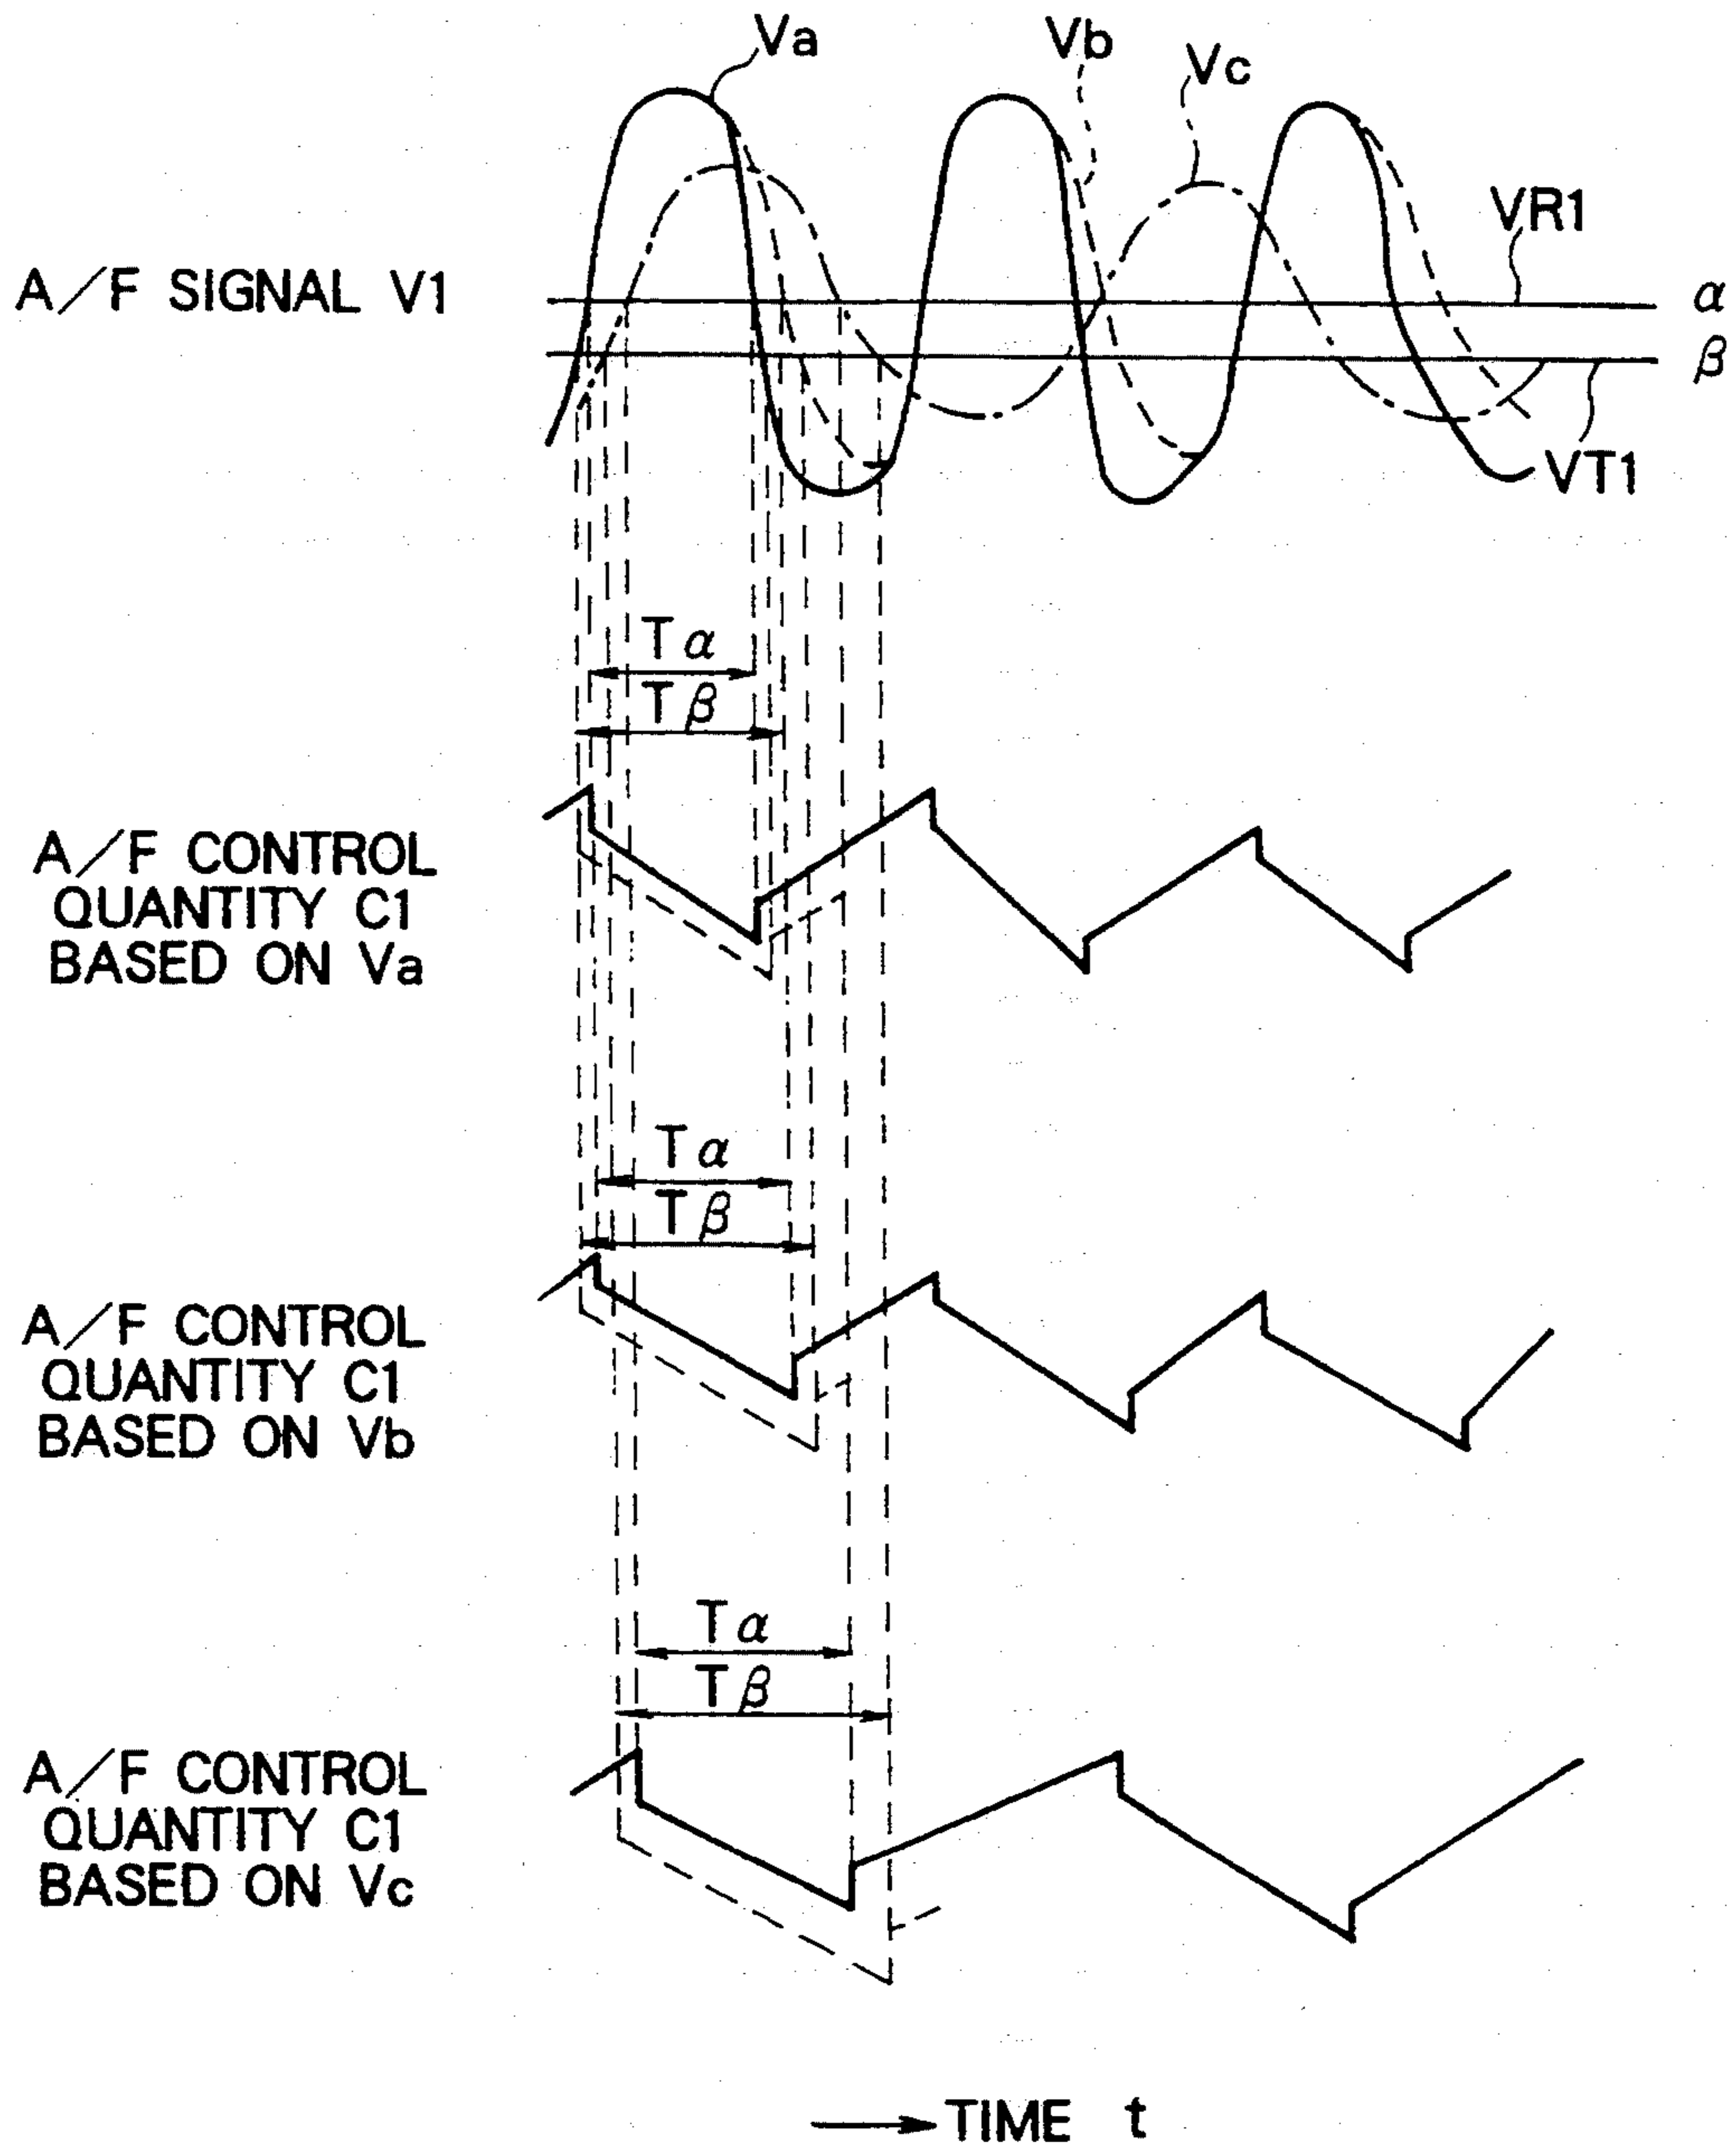 Va
Vb
Vc
VR1
A/F SIGNAL V1
α
β
VT1
Tα
Tβ
A/F CONTROL
QUANTITY C1
BASED ON Va
Tα
Tβ
A/F CONTROL
QUANTITY C1
BASED ON Vb
Tα
Tβ
A/F CONTROL
QUANTITY C1
BASED ON Vc
TIME t